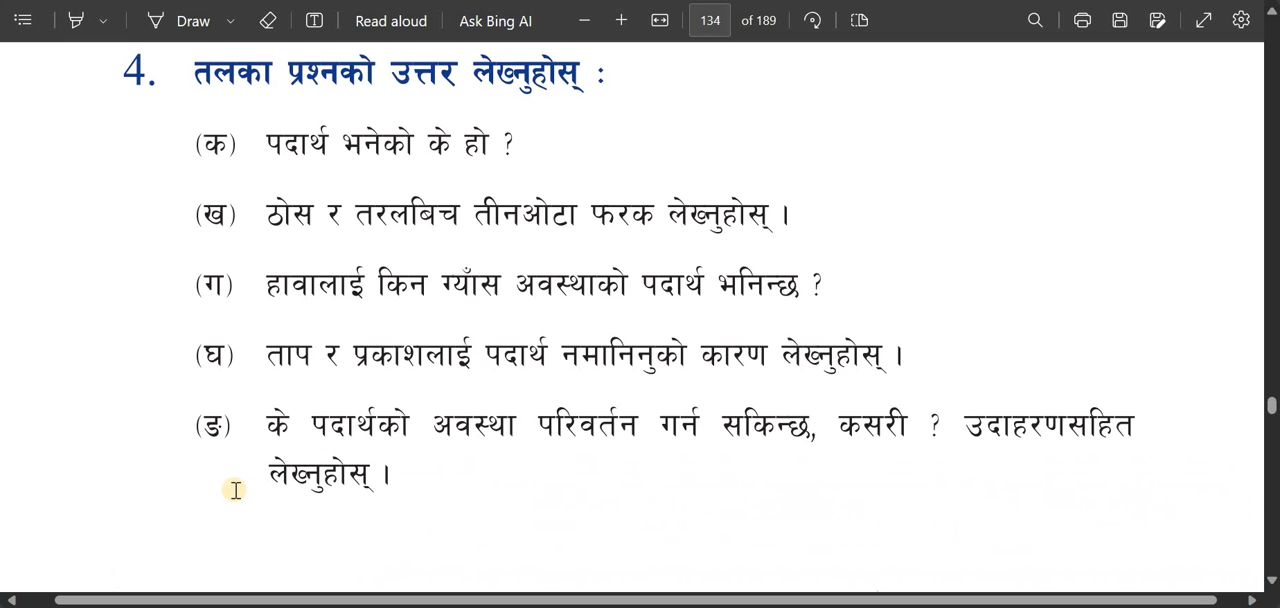 Draw
Read aloud
Ask Bing AI
134 of 189
4. तलका प्रश्नको उत्तर लेख्नुहोस् :
(क) पदार्थ भनेको के हो ?
(ख) ठोस र तरलबिच तीनओटा फरक लेख्नुहोस् ।
(ग) हावालाई किन ग्याँस अवस्थाको पदार्थ भनिन्छ ?
(घ) ताप र प्रकाशलाई पदार्थ नमानिनुको कारण लेख्नुहोस् ।
(ङ) के पदार्थको अवस्था परिवर्तन गर्न सकिन्छ, कसरी ? उदाहरणसहित
लेख्नुहोस् ।